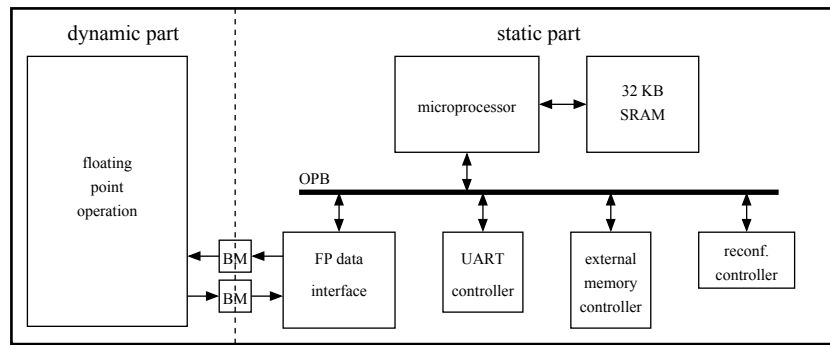 dynamic part
static part
floating
point
operation
microprocessor
32 KB
SRAM
OPB
BM
BM
FP data
interface
UART
controller
external
memory
controller
reconf.
controller